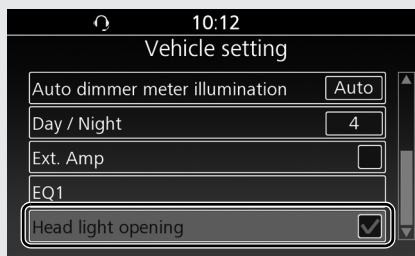 10:12
Vehicle setting
Auto dimmer meter illumination Auto
Day / Night 4
Ext. Amp
EQ1
Head light opening